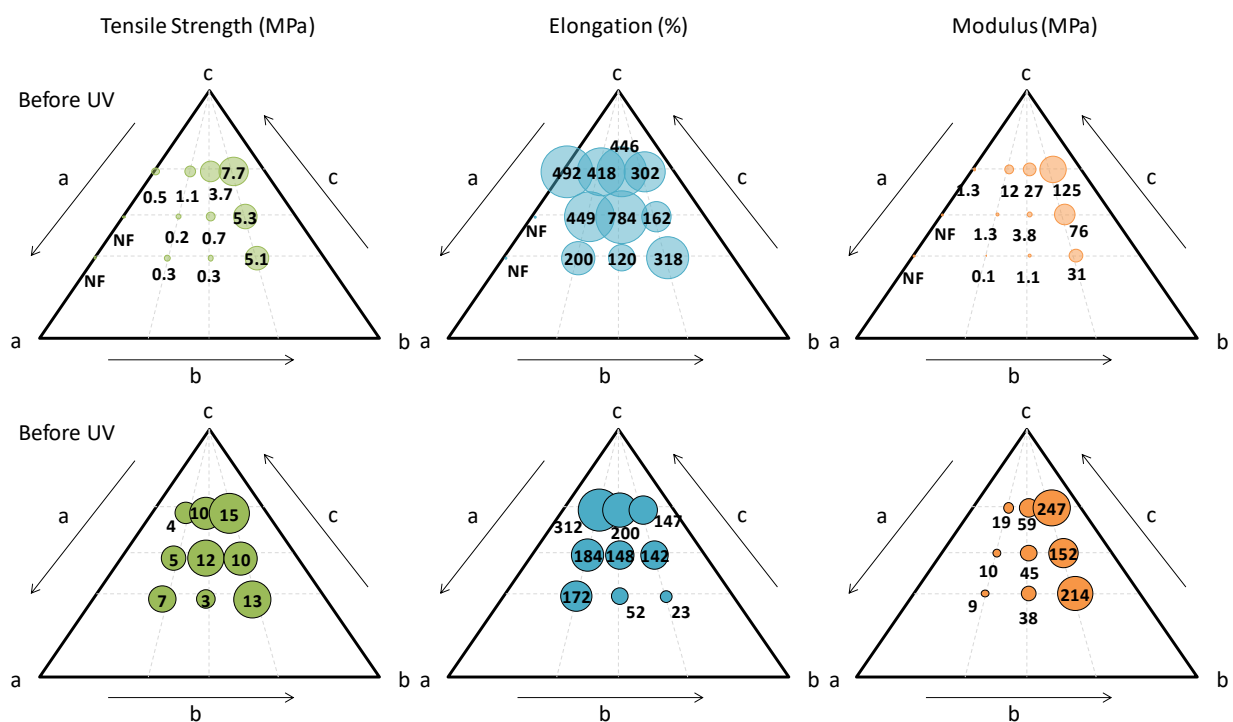 Tensile Strength (MPa) Elongation (%) Modulus (MPa)
c c c
Before UV
446
7.7 492 418 302
a c a c a c
0.5 1.1 3.7 1.3 12 27 125
5.3 449 784 162
NF 0.2 0.7 NF NF 1.3 3.8 76
5.1 200 120 318
NF 0.3 0.3 NF NF 0.1 1.1 31
a b a b a b
b b b
c c c
Before UV
10 15 247
a 4 c a 312 200 147 c a 19 59 c
5 12 10 184 148 142 152
10 45
7 3 13 172 214
52 23 9 38
a b a b a b
b b b